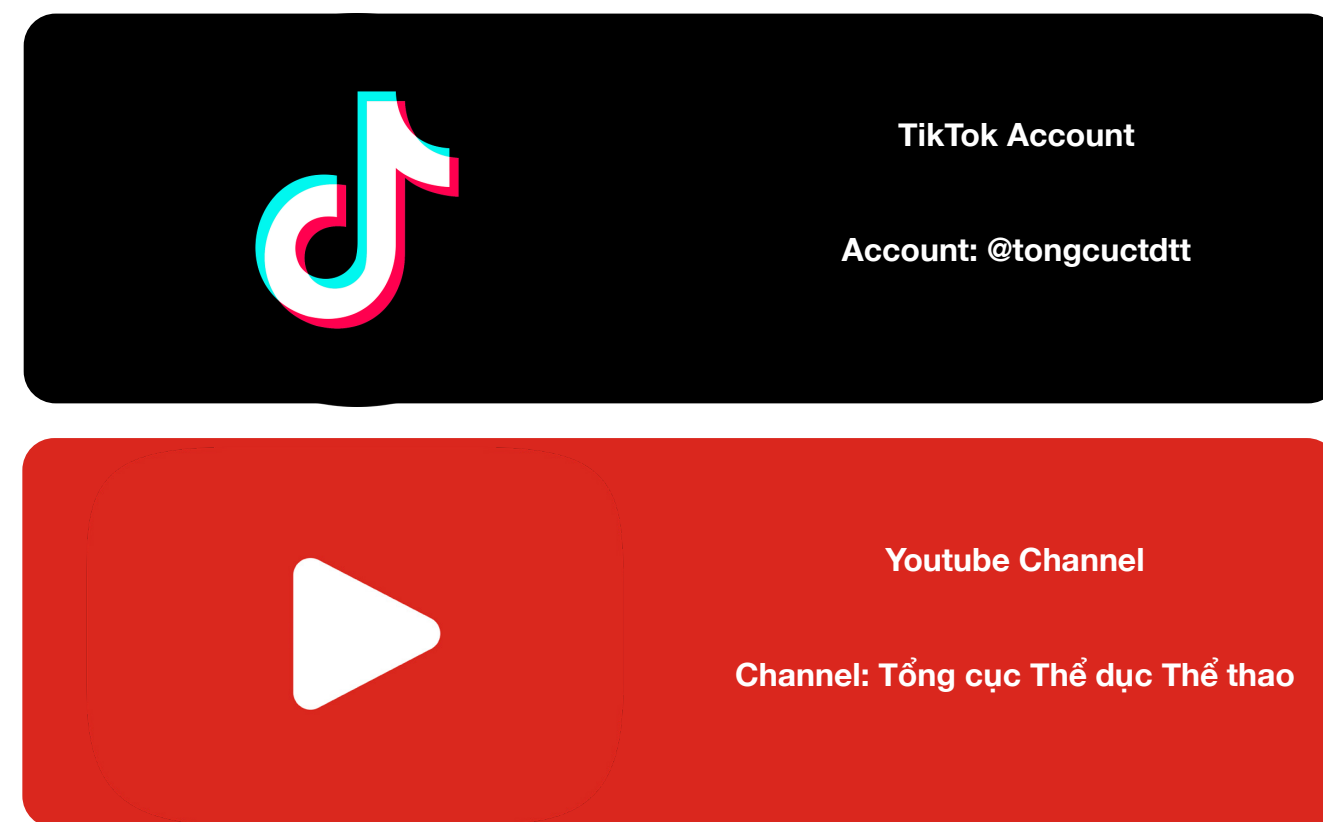 TikTok Account
Account: @tongcuctdtt
Youtube Channel
Channel: Tổng cục Thể dục Thể thao